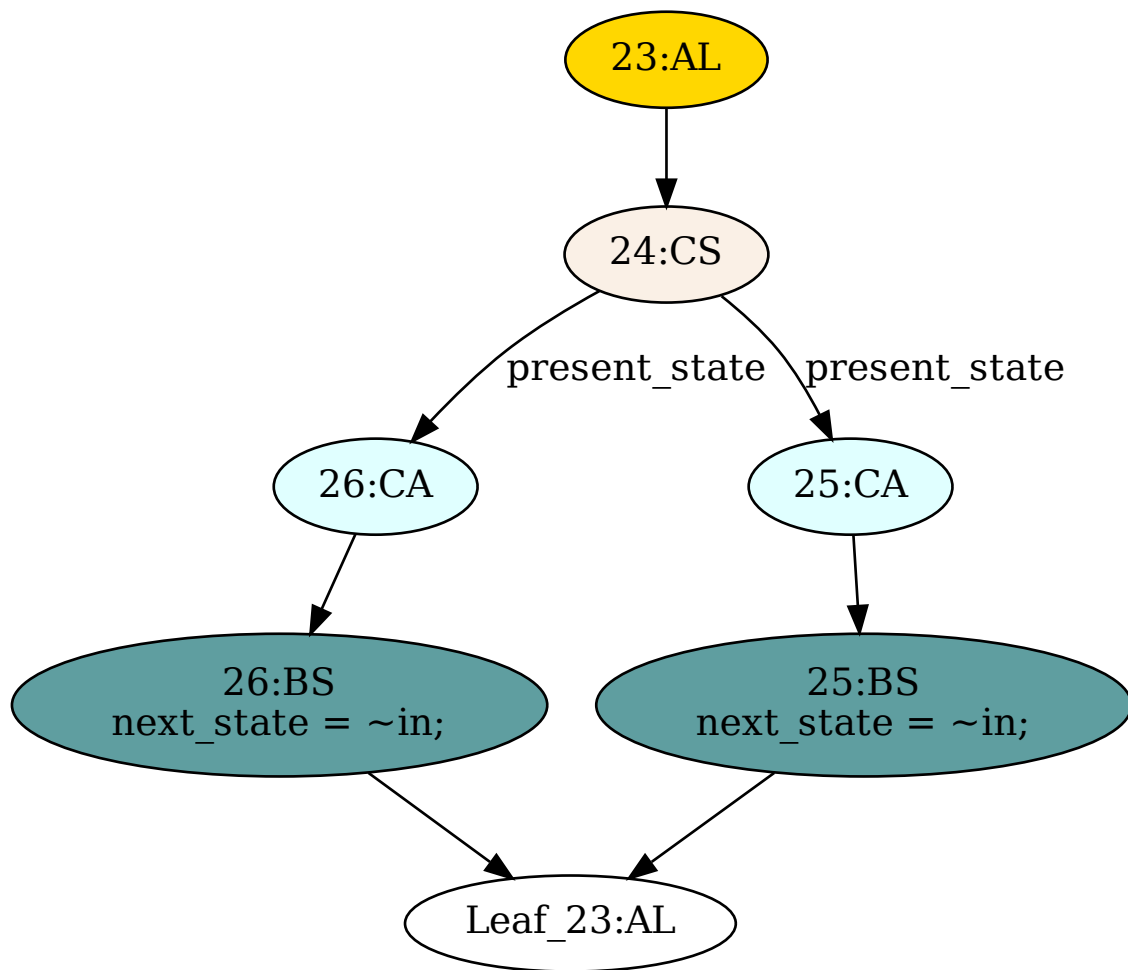 23:AL
24:CS
present_state
present_state
26:CA
25:CA
26:BS
next_state = ~in;
25:BS
next_state = ~in;
Leaf_23:AL